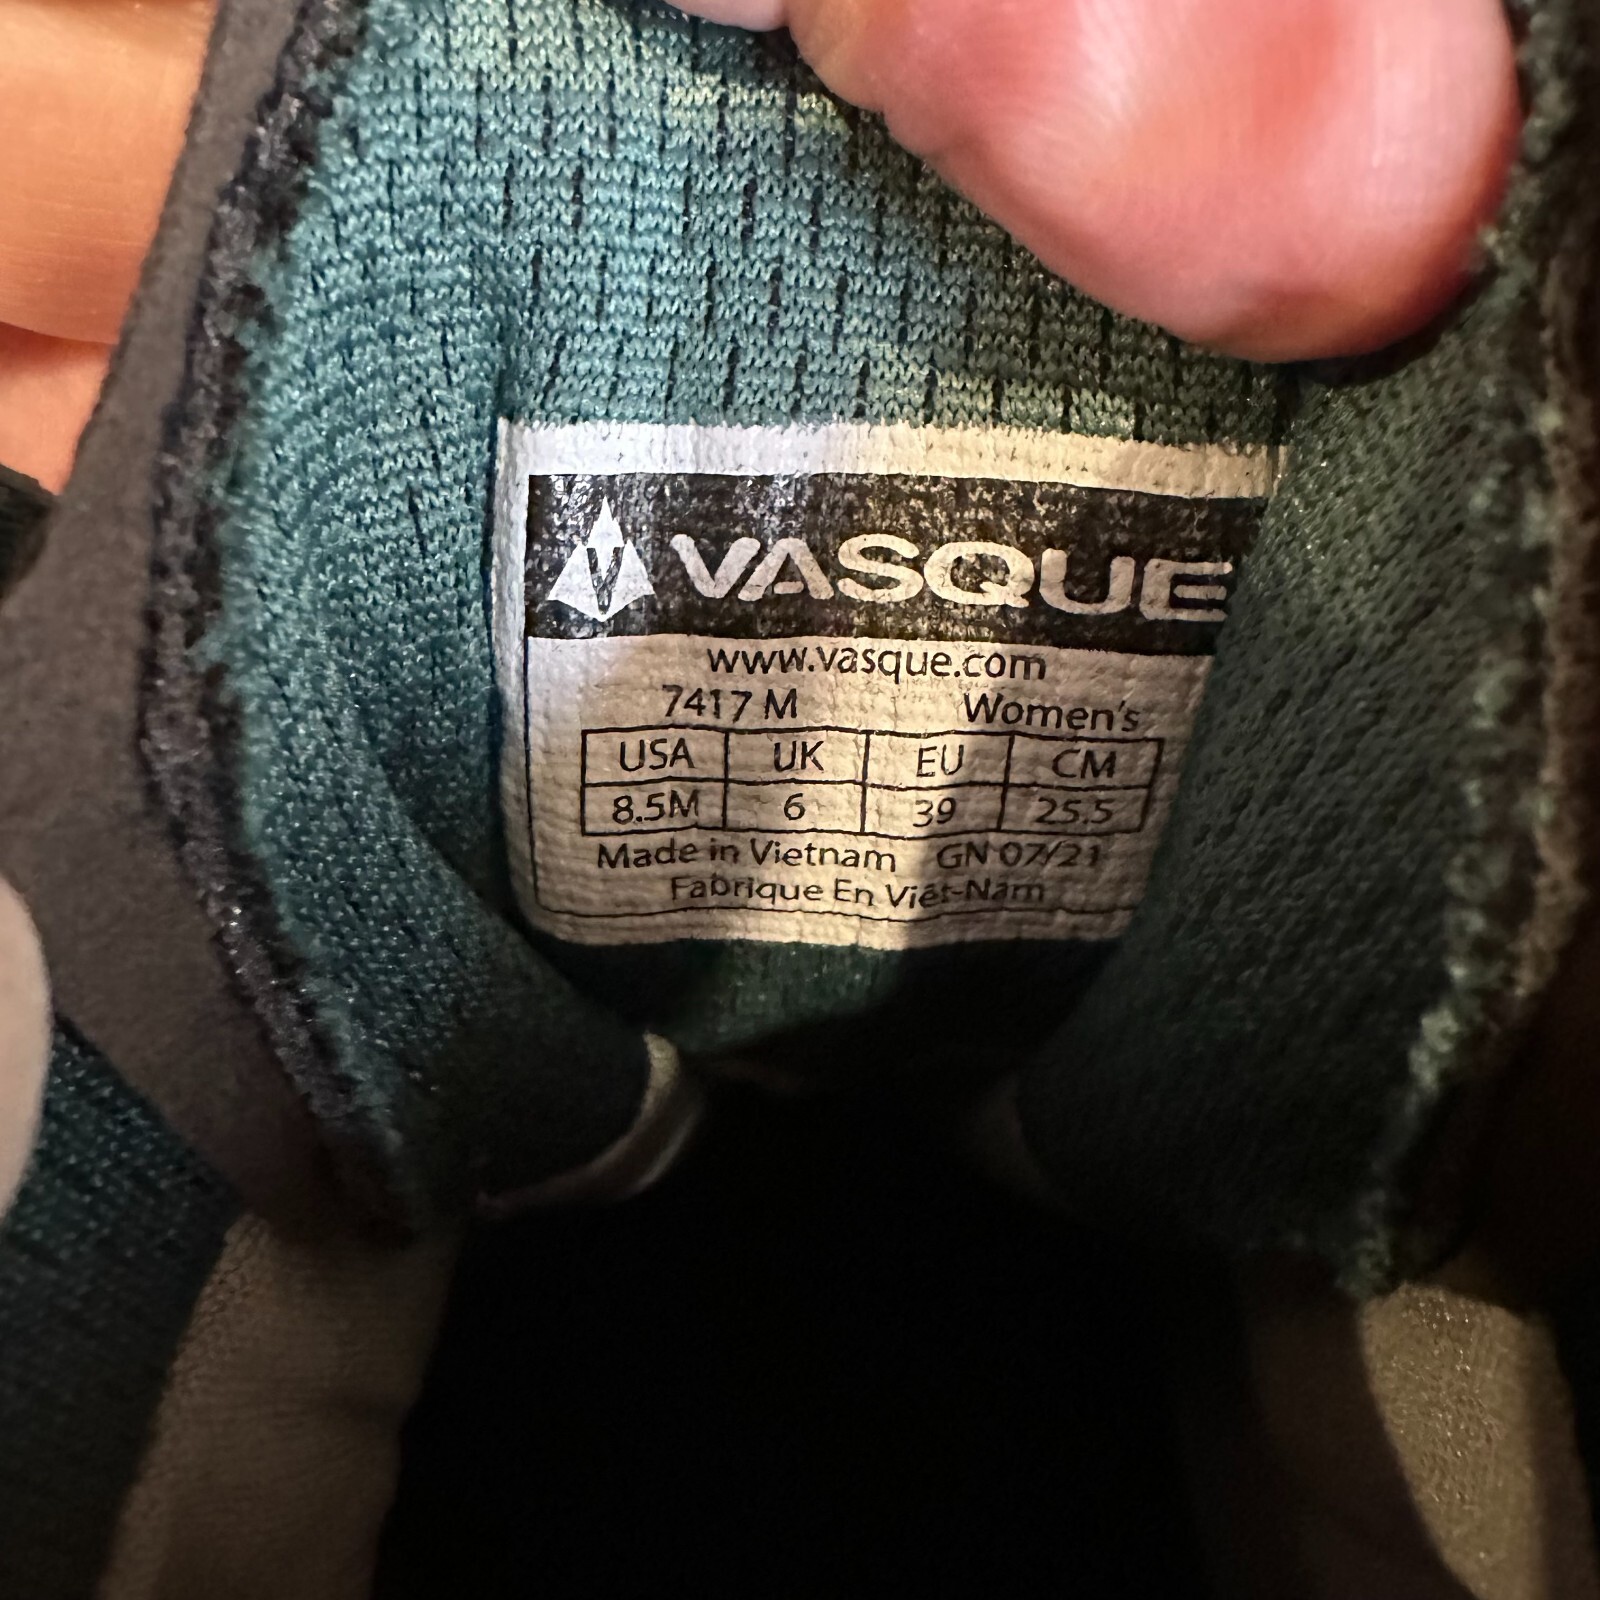 V VASQUE
www.vasque.com
7417 M Women's
USA UK EU CM
8.5M 6 39 25.5
Made in Vietnam GN 07/21
Fabrique En Viêt-Nam